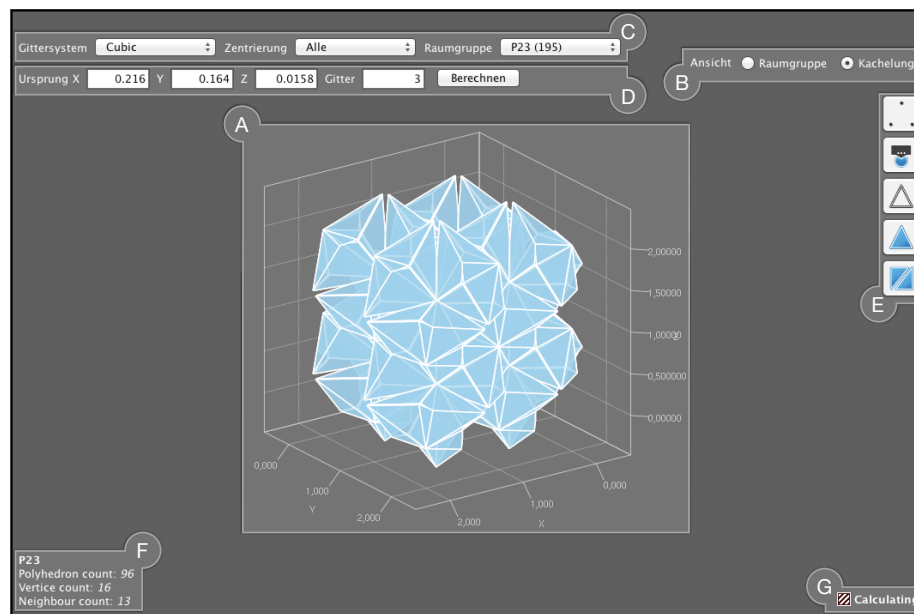 C
Gittersystem Cubic Zentrierung Alle Raumgruppe P23 (195)
Ansicht Raumgruppe Kachelung
B
Ursprung X 0.216 Y 0.164 Z 0.0158 Gitter 3 Berechnen
D
A
E
2,00000
1,50000
1,00000
Z
0,500000
0,00000
0,000
1,000
2,000
Y
0,000
1,000
2,000
X
F
P23
Polyhedron count: 96
Vertice count: 16
Neighbour count: 13
G
Calculating